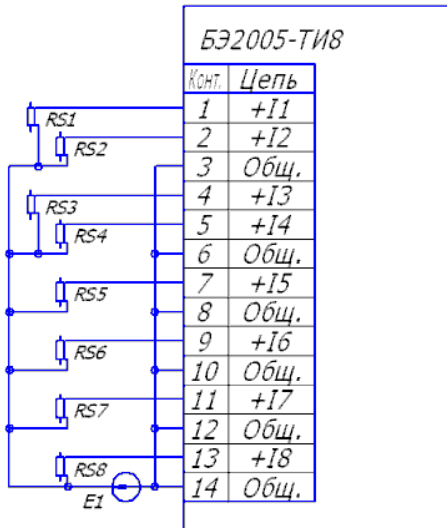 БЭ2005-ТИ8
Конт. Цепь
RS1 1 +I1
RS2 2 +I2
3 Общ.
RS3 4 +I3
RS4 5 +I4
6 Общ.
RS5 7 +I5
8 Общ.
RS6 9 +I6
10 Общ.
RS7 11 +I7
12 Общ.
RS8 13 +I8
E1 14 Общ.